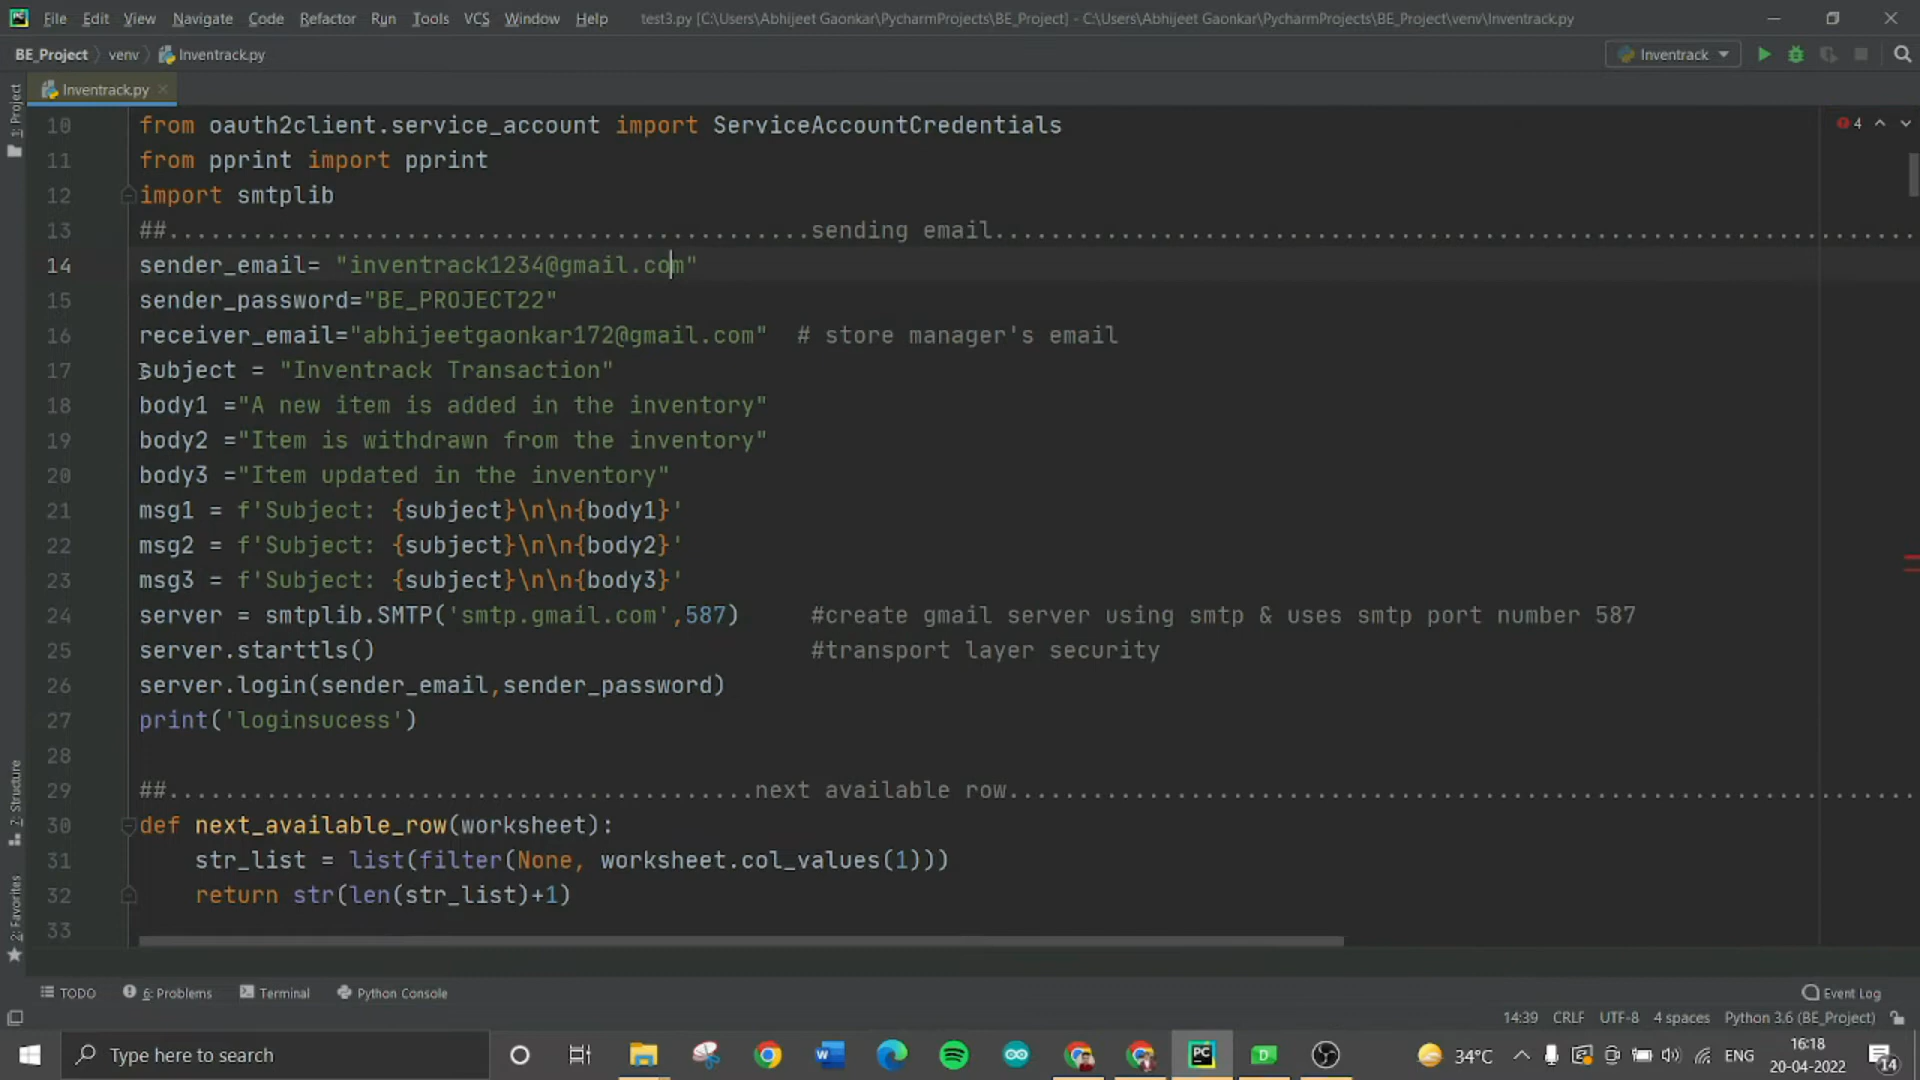 File Edit View Navigate Code Refactor Run Tools VCS Window Help test3.py [C:\Users\Abhijeet Gaonkar\PycharmProjects\BE_Project] - C:\Users\Abhijeet Gaonkar\PycharmProjects\BE_Project\venv\Inventrack.py
BE_Project venv Inventrack.py Inventrack
Inventrack.py
1: Project
4
10 from oauth2client.service_account import ServiceAccountCredentials
11 from pprint import pprint
12 import smtplib
13 ##..............................................sending email..................................................................
14 sender_email= "inventrack1234@gmail.com"
15 sender_password="BE_PROJECT22"
16 receiver_email="abhijeetgaonkar172@gmail.com" # store manager's email
17 subject = "Inventrack Transaction"
18 body1 ="A new item is added in the inventory"
19 body2 ="Item is withdrawn from the inventory"
20 body3 ="Item updated in the inventory"
21 msg1 = f'Subject: {subject}\n\n{body1}'
22 msg2 = f'Subject: {subject}\n\n{body2}'
23 msg3 = f'Subject: {subject}\n\n{body3}'
24 server = smtplib.SMTP('smtp.gmail.com',587) #create gmail server using smtp & uses smtp port number 587
25 server.starttls() #transport layer security
26 server.login(sender_email,sender_password)
27 print('loginsucess')
28
29 ##..........................................next available row.................................................................
30 def next_available_row(worksheet):
31 str_list = list(filter(None, worksheet.col_values(1)))
32 return str(len(str_list)+1)
33
Z: Structure
2: Favorites
TODO 6: Problems Terminal Python Console Event Log
14:39 CRLF UTF-8 4 spaces Python 3.6 (BE_Project)
Type here to search
34°C ENG 16:18
20-04-2022
14